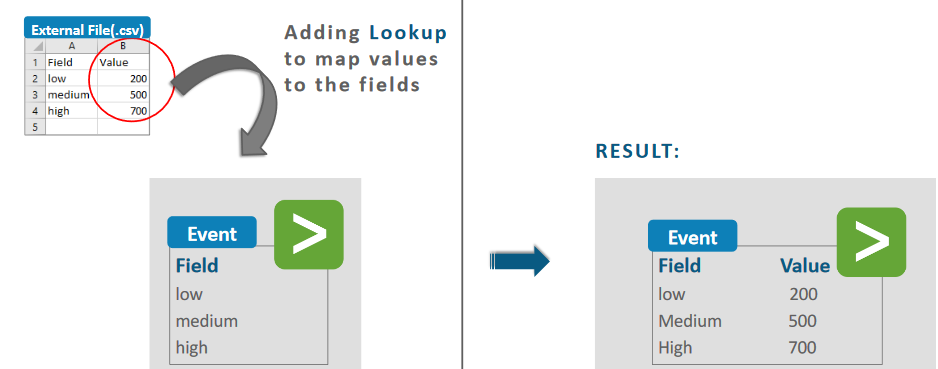 External File(.csv)
A B
1 Field Value
2 low 200
3 medium 500
4 high 700
5
Adding Lookup
to map values
to the fields
Event
>
Field
low
medium
high
RESULT:
Event
>
Field Value
low 200
Medium 500
High 700